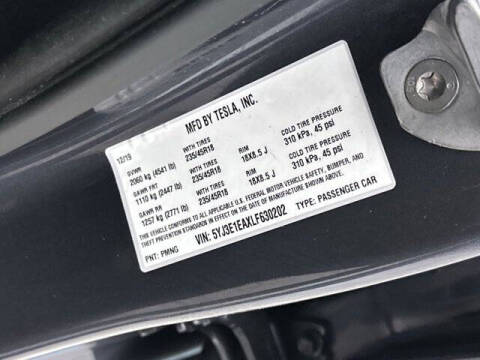 MFD BY TESLA, INC.
12/19
GVWR WITH TIRES RIM COLD TIRE PRESSURE
2060 kg (4541 lb) 235/45R18 18X8.5 J 310 kPa, 45 psi
GAWR FRT WITH TIRES RIM COLD TIRE PRESSURE
1110 kg (2447 lb) 235/45R18 18X8.5 J 310 kPa, 45 psi
GAWR RR
1257 kg (2771 lb)
THIS VEHICLE CONFORMS TO ALL APPLICABLE U.S. FEDERAL MOTOR VEHICLE SAFETY, BUMPER, AND
THEFT PREVENTION STANDARDS IN EFFECT ON THE DATE OF MANUFACTURE SHOWN ABOVE.
VIN: 5YJ3E1EAXLF630202 TYPE: PASSENGER CAR
PNT: PMNG